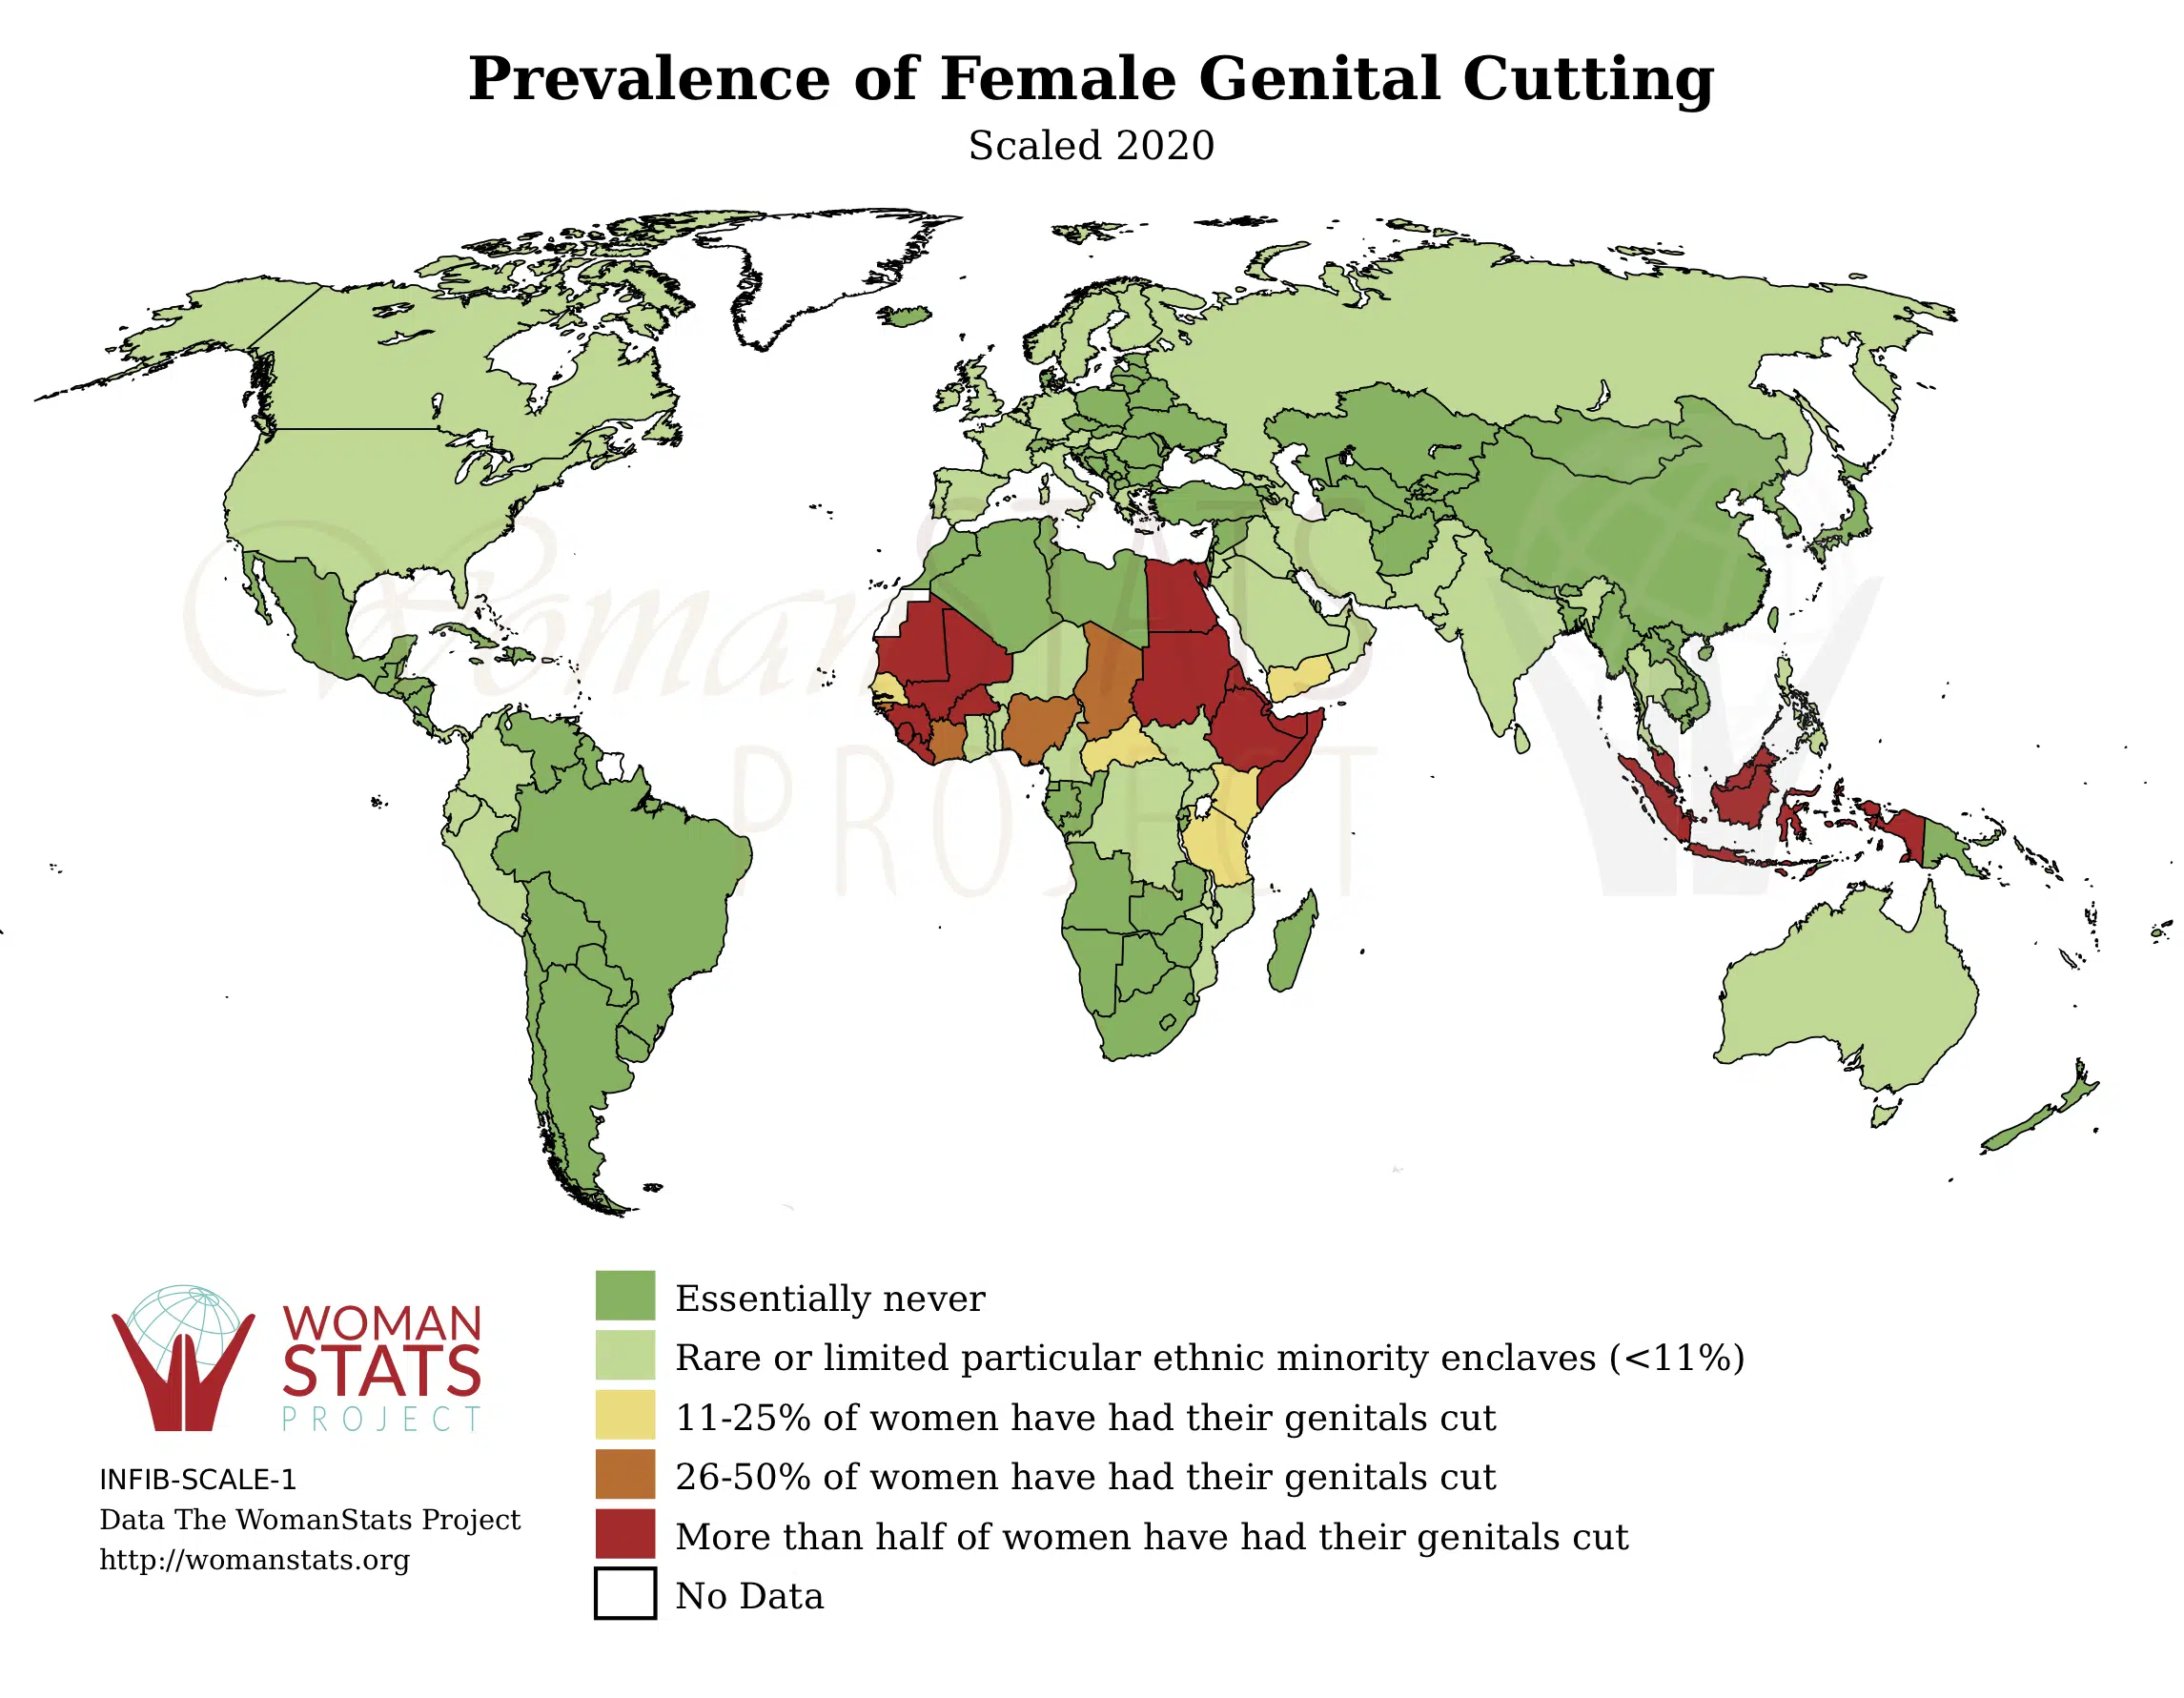 Prevalence of Female Genital Cutting
Scaled 2020
Woman STATS
PROJECT
Essentially never
Rare or limited particular ethnic minority enclaves (<11%)
11-25% of women have had their genitals cut
26-50% of women have had their genitals cut
More than half of women have had their genitals cut
No Data
WOMAN
STATS
PROJECT
INFIB-SCALE-1
Data The WomanStats Project
http://womanstats.org